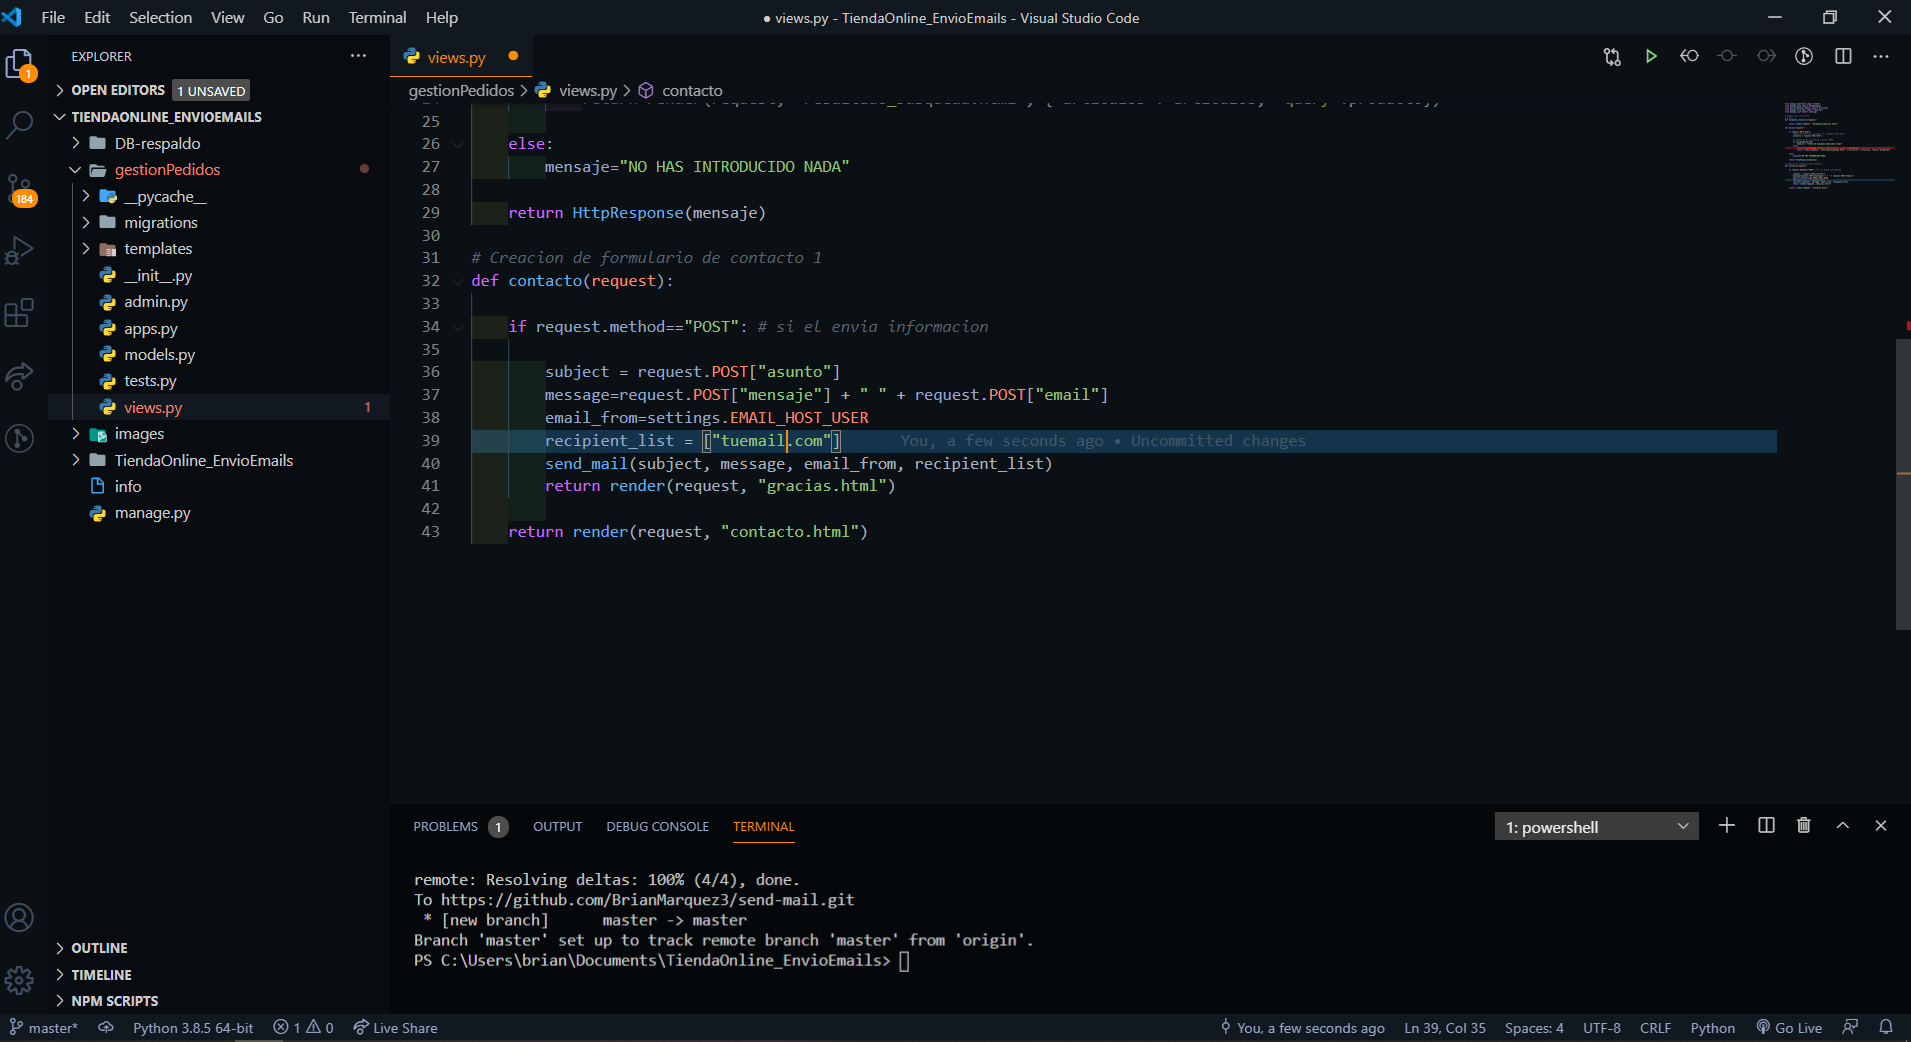 File Edit Selection View Go Run Terminal Help
● views.py - TiendaOnline_EnvioEmails - Visual Studio Code
EXPLORER
1
OPEN EDITORS 1 UNSAVED
TIENDAONLINE_ENVIOEMAILS
DB-respaldo
gestionPedidos
184
__pycache__
migrations
templates
__init__.py
admin.py
apps.py
models.py
tests.py
views.py 1
images
TiendaOnline_EnvioEmails
info
manage.py
OUTLINE
TIMELINE
NPM SCRIPTS
views.py
gestionPedidos > views.py > contacto
25
26 else:
27 mensaje="NO HAS INTRODUCIDO NADA"
28
29 return HttpResponse(mensaje)
30
31 # Creacion de formulario de contacto 1
32 def contacto(request):
33
34 if request.method=="POST": # si el envia informacion
35
36 subject = request.POST["asunto"]
37 message=request.POST["mensaje"] + " " + request.POST["email"]
38 email_from=settings.EMAIL_HOST_USER
39 recipient_list = ["tuemail.com"] You, a few seconds ago • Uncommitted changes
40 send_mail(subject, message, email_from, recipient_list)
41 return render(request, "gracias.html")
42
43 return render(request, "contacto.html")
PROBLEMS 1 OUTPUT DEBUG CONSOLE TERMINAL 1: powershell
remote: Resolving deltas: 100% (4/4), done.
To https://github.com/BrianMarquez3/send-mail.git
* [new branch] master -> master
Branch 'master' set up to track remote branch 'master' from 'origin'.
PS C:\Users\brian\Documents\TiendaOnline_EnvioEmails>
master* Python 3.8.5 64-bit 1 0 Live Share You, a few seconds ago Ln 39, Col 35 Spaces: 4 UTF-8 CRLF Python Go Live